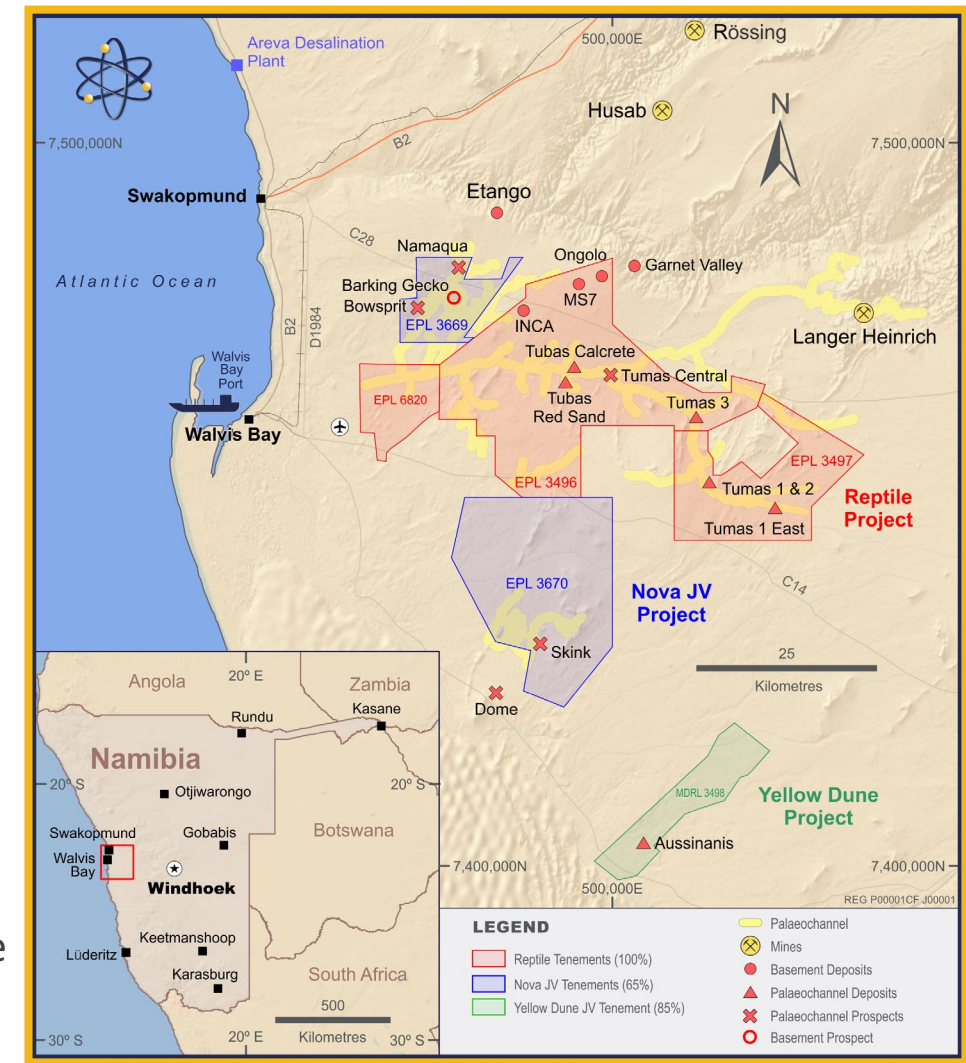 Areva Desalination
Plant
500,000E
Rössing
Husab
N
7,500,000N
7,500,000N
B2
Swakopmund
Etango
C28
Namaqua
Ongolo
Garnet Valley
Atlantic Ocean
Barking Gecko
MS7
Bowsprit
EPL 3669
INCA
Langer Heinrich
B2
D1984
Tubas Calcrete
Walvis
Bay
Port
Tumas Central
Tubas
Red Sand
EPL 6820
Tumas 3
Walvis Bay
EPL 3497
EPL 3496
Tumas 1 & 2
Reptile
Project
Tumas 1 East
C14
EPL 3670
Nova JV
Project
Skink
25
Kilometres
Dome
MDRL 3498
Yellow Dune
Project
Aussinanis
7,400,000N
7,400,000N
500,000E
REG P00001CF J00001
Angola
20° E
Zambia
Kasane
Rundu
Namibia
20° S
20° S
Otjiwarongo
Swakopmund
Gobabis
Botswana
Walvis
Bay
Windhoek
Keetmanshoop
Lüderitz
Karasburg
South Africa
500
Kilometres
30° S
20° E
30° S
LEGEND
Reptile Tenements (100%)
Nova JV Tenements (65%)
Yellow Dune JV Tenement (85%)
Palaeochannel
Mines
Basement Deposits
Palaeochannel Deposits
Palaeochannel Prospects
Basement Prospect
e